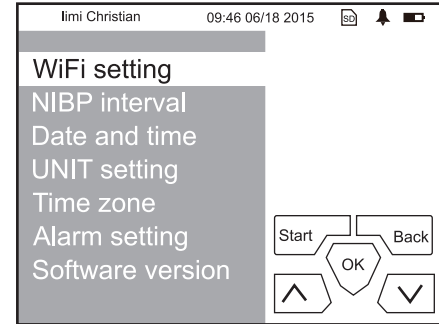 limi Christian 09:46 06/18 2015 SD
WiFi setting
NIBP interval
Date and time
UNIT setting
Time zone
Alarm setting
Software version
Start Back
OK